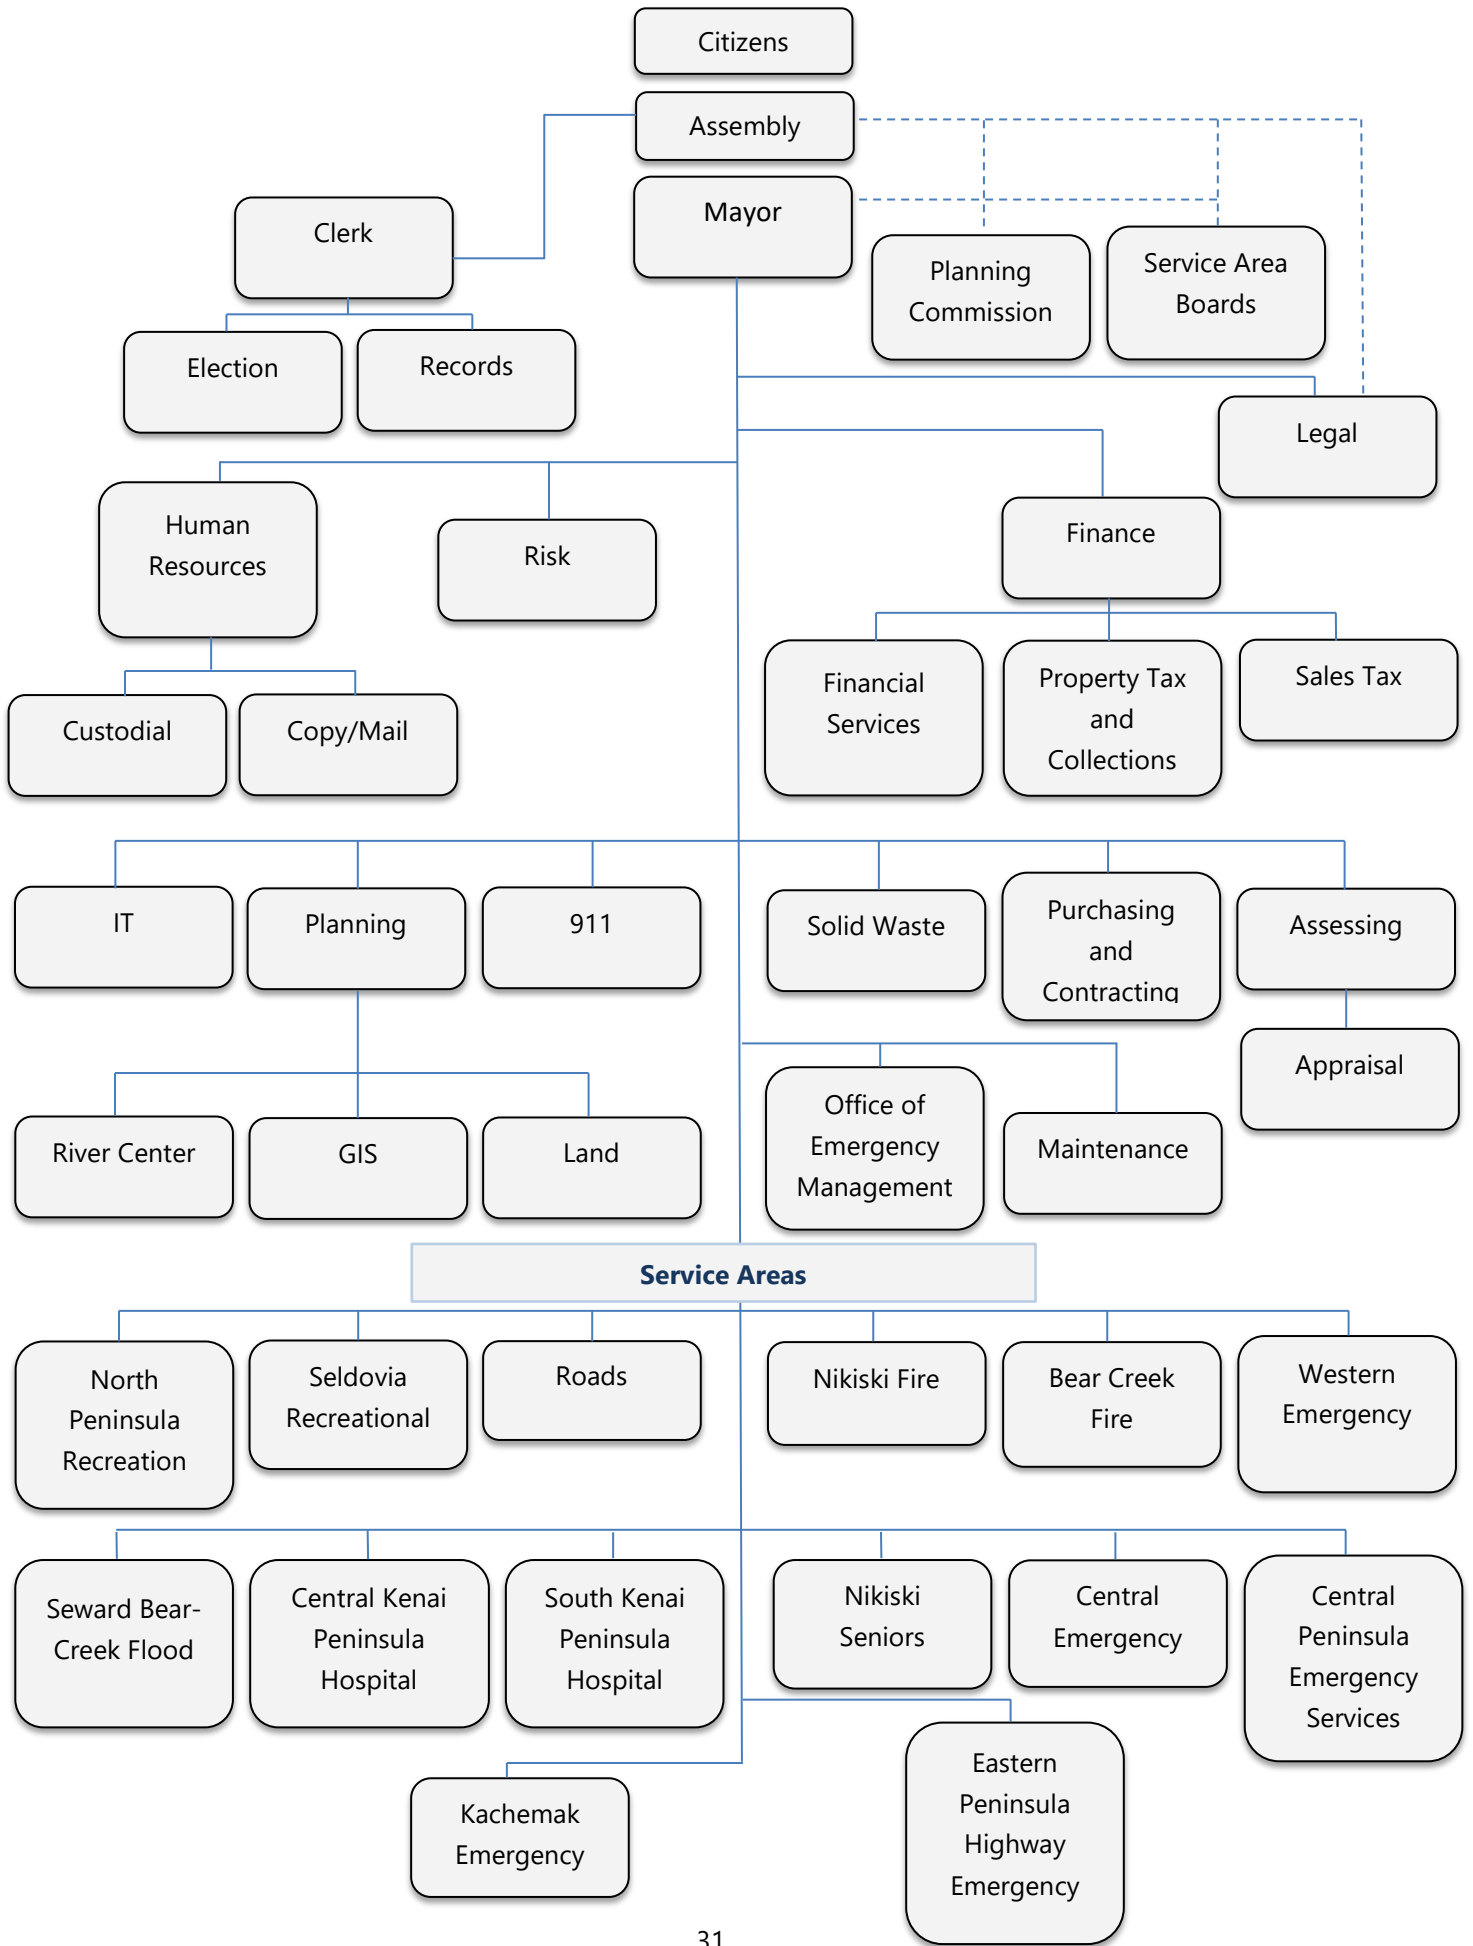 Citizens
Assembly
Mayor
Clerk
Planning
Commission
Service Area
Boards
Election
Records
Legal
Human
Resources
Risk
Finance
Custodial
Copy/Mail
Financial
Services
Property Tax
and
Collections
Sales Tax
IT
Planning
911
Solid Waste
Purchasing
and
Contracting
Assessing
River Center
GIS
Land
Office of
Emergency
Management
Maintenance
Appraisal
Service Areas
North
Peninsula
Recreation
Seldovia
Recreational
Roads
Nikiski Fire
Bear Creek
Fire
Western
Emergency
Seward Bear-
Creek Flood
Central Kenai
Peninsula
Hospital
South Kenai
Peninsula
Hospital
Nikiski
Seniors
Central
Emergency
Central
Peninsula
Emergency
Services
Kachemak
Emergency
Eastern
Peninsula
Highway
Emergency
31